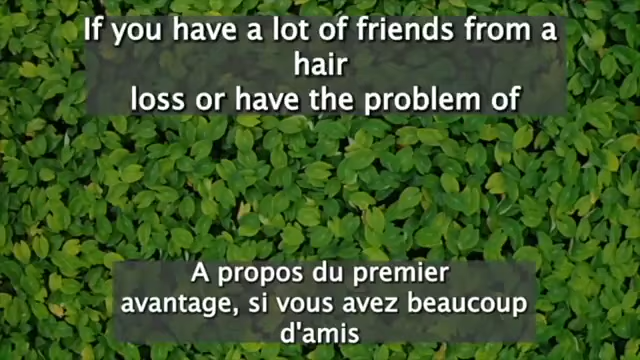 If you have a lot of friends from a
hair
loss or have the problem of
A propos du premier
avantage, si vous avez beaucoup
d'amis